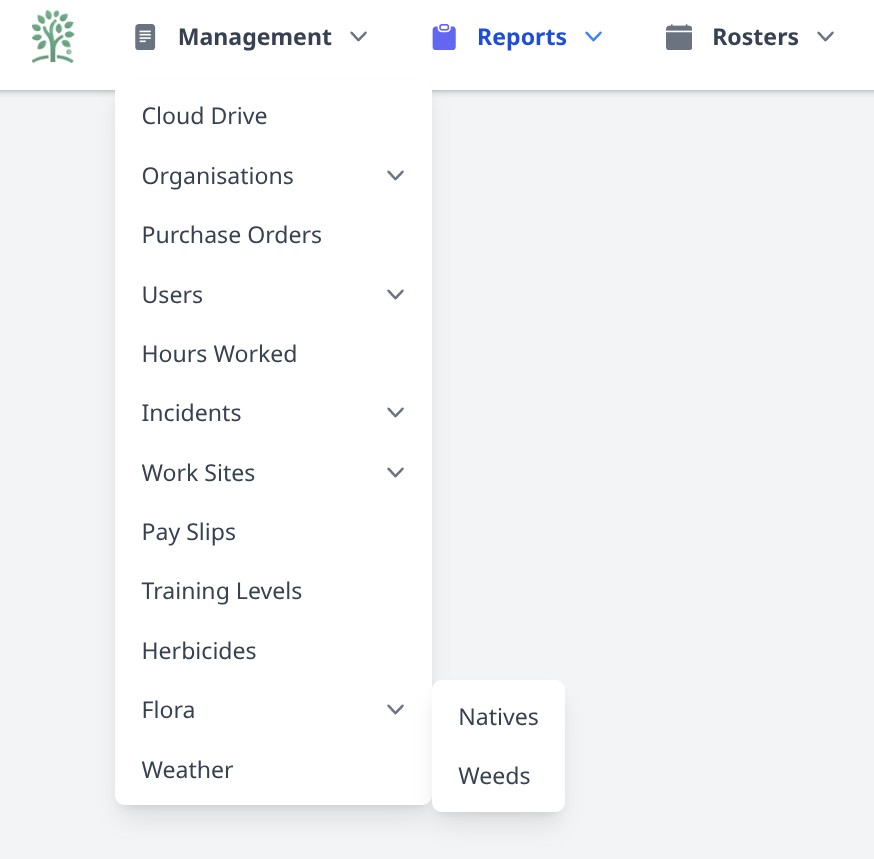 Management
Reports
Rosters
Cloud Drive
Organisations
Purchase Orders
Users
Hours Worked
Incidents
Work Sites
Pay Slips
Training Levels
Herbicides
Flora
Natives
Weather
Weeds